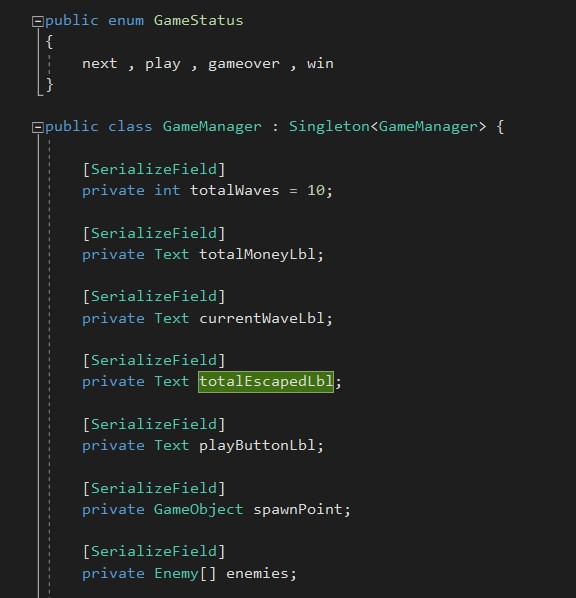 public enum GameStatus
{
next , play , gameover , win
}
public class GameManager : Singleton<GameManager> {
[SerializeField]
private int totalWaves = 10;
[SerializeField]
private Text totalMoneyLbl;
[SerializeField]
private Text currentWaveLbl;
[SerializeField]
private Text totalEscapedLbl;
[SerializeField]
private Text playButtonLbl;
[SerializeField]
private GameObject spawnPoint;
[SerializeField]
private Enemy[] enemies;